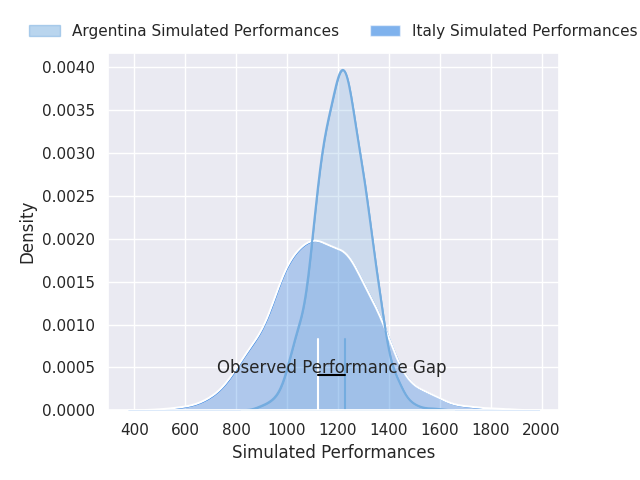 Argentina Simulated Performances Italy Simulated Performances
0.0040
0.0035
0.0030
0.0025
0.0020
0.0015
0.0010
0.0005
0.0000
Density
Observed Performance Gap
400 600 800 1000 1200 1400 1600 1800 2000
Simulated Performances